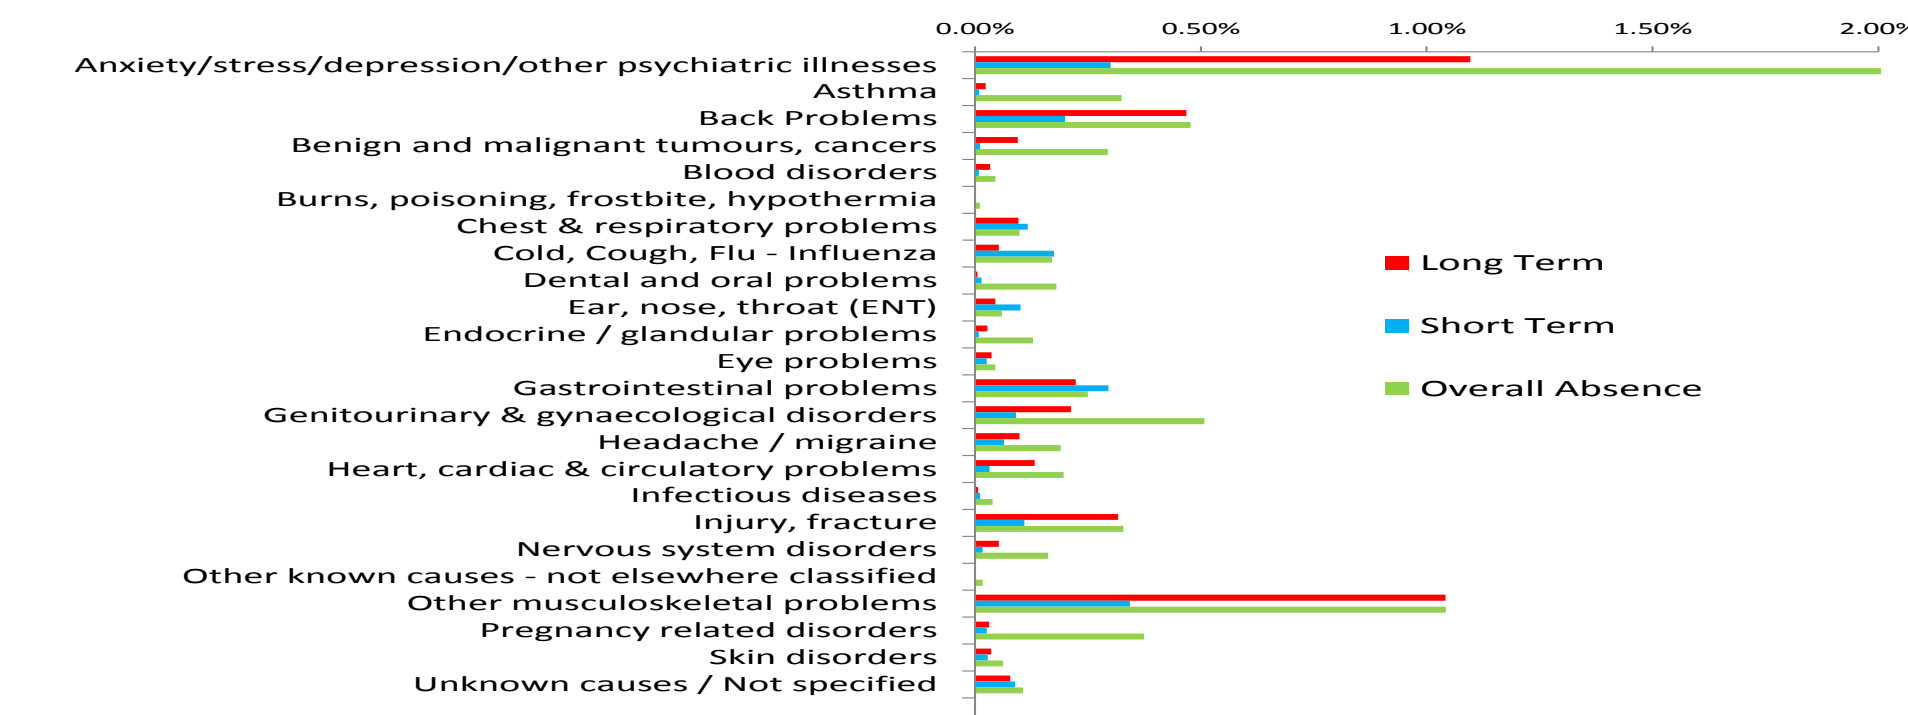 0.00% 0.50% 1.00% 1.50% 2.00%
Anxiety/stress/depression/other psychiatric illnesses
Asthma
Back Problems
Benign and malignant tumours, cancers
Blood disorders
Burns, poisoning, frostbite, hypothermia
Chest & respiratory problems
Cold, Cough, Flu - Influenza
Dental and oral problems
Ear, nose, throat (ENT)
Endocrine / glandular problems
Eye problems
Gastrointestinal problems
Genitourinary & gynaecological disorders
Headache / migraine
Heart, cardiac & circulatory problems
Infectious diseases
Injury, fracture
Nervous system disorders
Other known causes - not elsewhere classified
Other musculoskeletal problems
Pregnancy related disorders
Skin disorders
Unknown causes / Not specified
Long Term
Short Term
Overall Absence